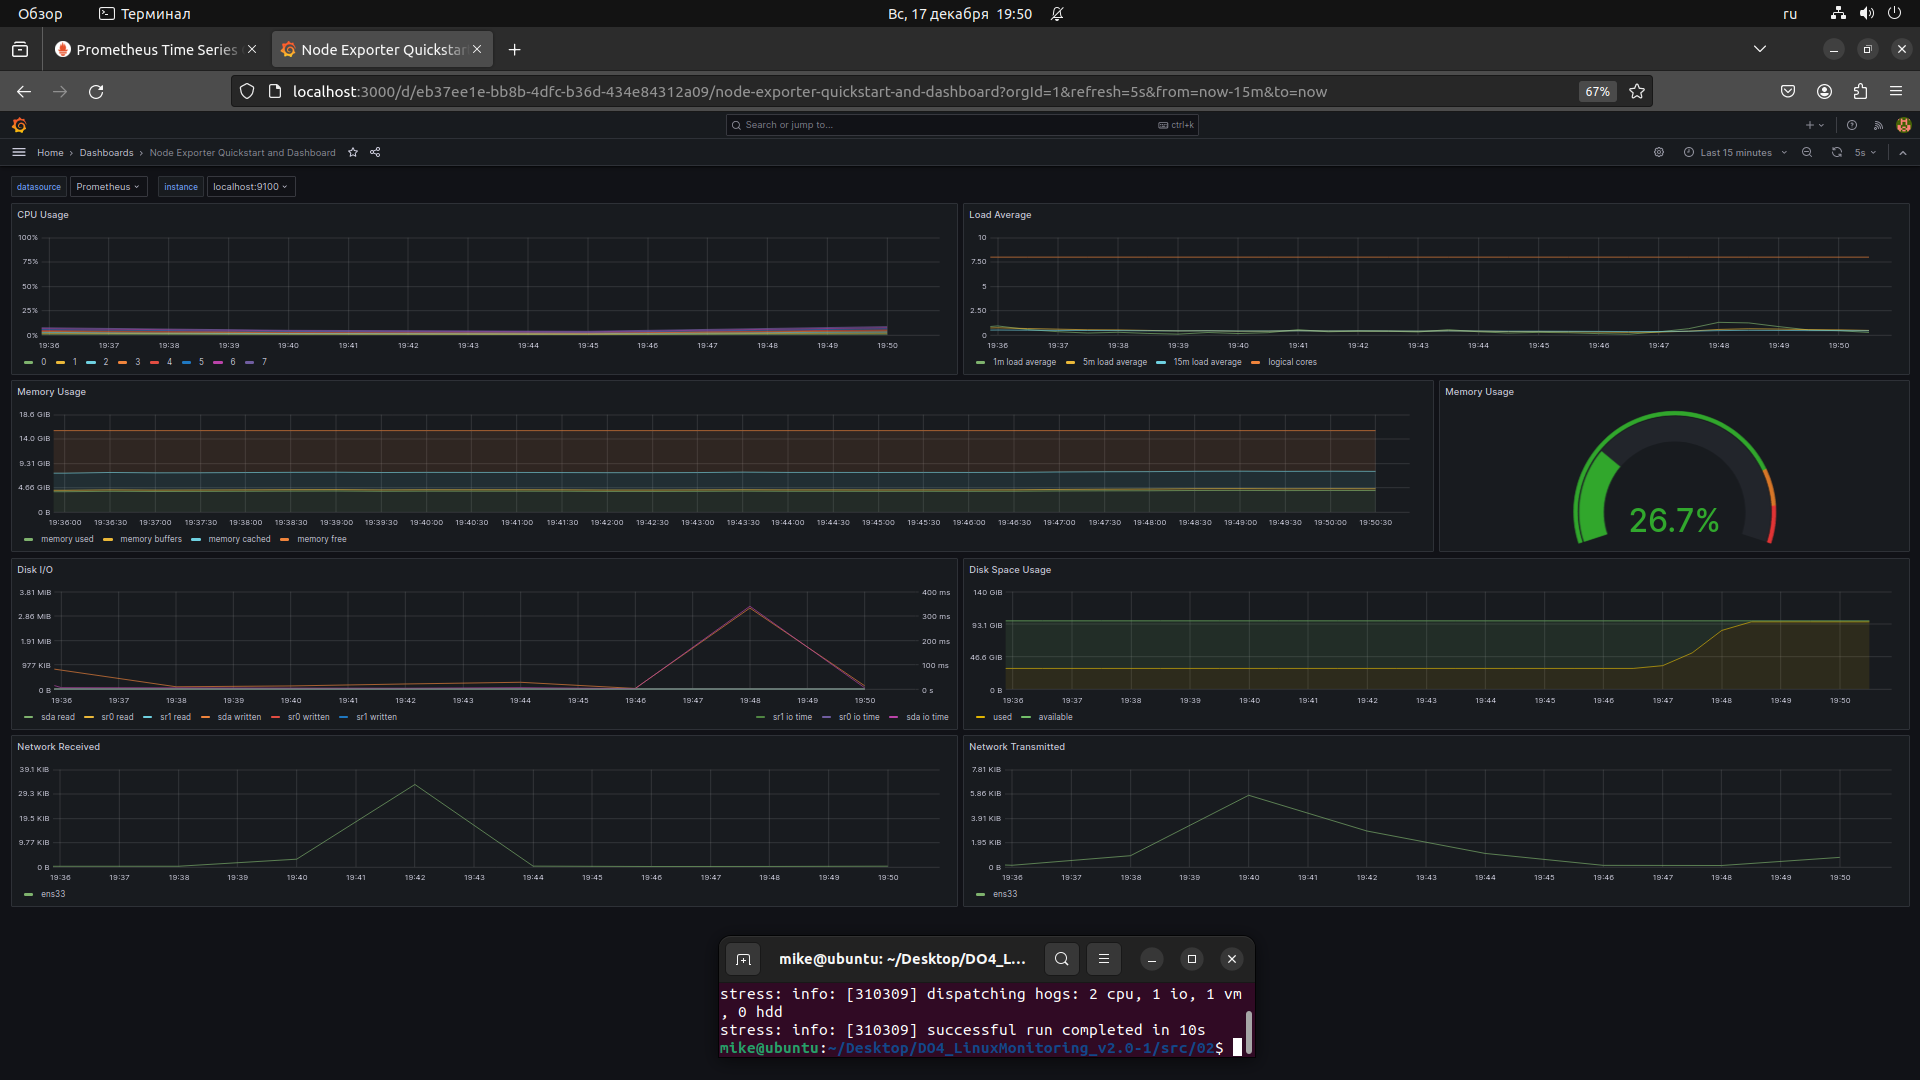 Обзор
Терминал
Вс, 17 декабря 19:50
ru
Prometheus Time Series
Node Exporter Quickstar
localhost:3000/d/eb37ee1e-bb8b-4dfc-b36d-434e84312a09/node-exporter-quickstart-and-dashboard?orgId=1&refresh=5s&from=now-15m&to=now
67%
Search or jump to...
ctrl+k
Home › Dashboards › Node Exporter Quickstart and Dashboard
Last 15 minutes
5s
datasource Prometheus instance localhost:9100
CPU Usage
100%
75%
50%
25%
0%
19:36 19:37 19:38 19:39 19:40 19:41 19:42 19:43 19:44 19:45 19:46 19:47 19:48 19:49 19:50
0 1 2 3 4 5 6 7
Load Average
10
7.50
5
2.50
0
19:36 19:37 19:38 19:39 19:40 19:41 19:42 19:43 19:44 19:45 19:46 19:47 19:48 19:49 19:50
1m load average 5m load average 15m load average logical cores
Memory Usage
18.6 GiB
14.0 GiB
9.31 GiB
4.66 GiB
0 B
19:36:00 19:36:30 19:37:00 19:37:30 19:38:00 19:38:30 19:39:00 19:39:30 19:40:00 19:40:30 19:41:00 19:41:30 19:42:00 19:42:30 19:43:00 19:43:30 19:44:00 19:44:30 19:45:00 19:45:30 19:46:00 19:46:30 19:47:00 19:47:30 19:48:00 19:48:30 19:49:00 19:49:30 19:50:00 19:50:30
memory used memory buffers memory cached memory free
Memory Usage
26.7%
Disk I/O
3.81 MiB
2.86 MiB
1.91 MiB
977 KiB
0 B
400 ms
300 ms
200 ms
100 ms
0 s
19:36 19:37 19:38 19:39 19:40 19:41 19:42 19:43 19:44 19:45 19:46 19:47 19:48 19:49 19:50
sda read sr0 read sr1 read sda written sr0 written sr1 written sr1 io time sr0 io time sda io time
Disk Space Usage
140 GiB
93.1 GiB
46.6 GiB
0 B
19:36 19:37 19:38 19:39 19:40 19:41 19:42 19:43 19:44 19:45 19:46 19:47 19:48 19:49 19:50
used available
Network Received
39.1 KiB
29.3 KiB
19.5 KiB
9.77 KiB
0 B
19:36 19:37 19:38 19:39 19:40 19:41 19:42 19:43 19:44 19:45 19:46 19:47 19:48 19:49 19:50
ens33
Network Transmitted
7.81 KiB
5.86 KiB
3.91 KiB
1.95 KiB
0 B
19:36 19:37 19:38 19:39 19:40 19:41 19:42 19:43 19:44 19:45 19:46 19:47 19:48 19:49 19:50
ens33
mike@ubuntu: ~/Desktop/DO4_L...
stress: info: [310309] dispatching hogs: 2 cpu, 1 io, 1 vm
, 0 hdd
stress: info: [310309] successful run completed in 10s
mike@ubuntu:~/Desktop/DO4_LinuxMonitoring_v2.0-1/src/02$